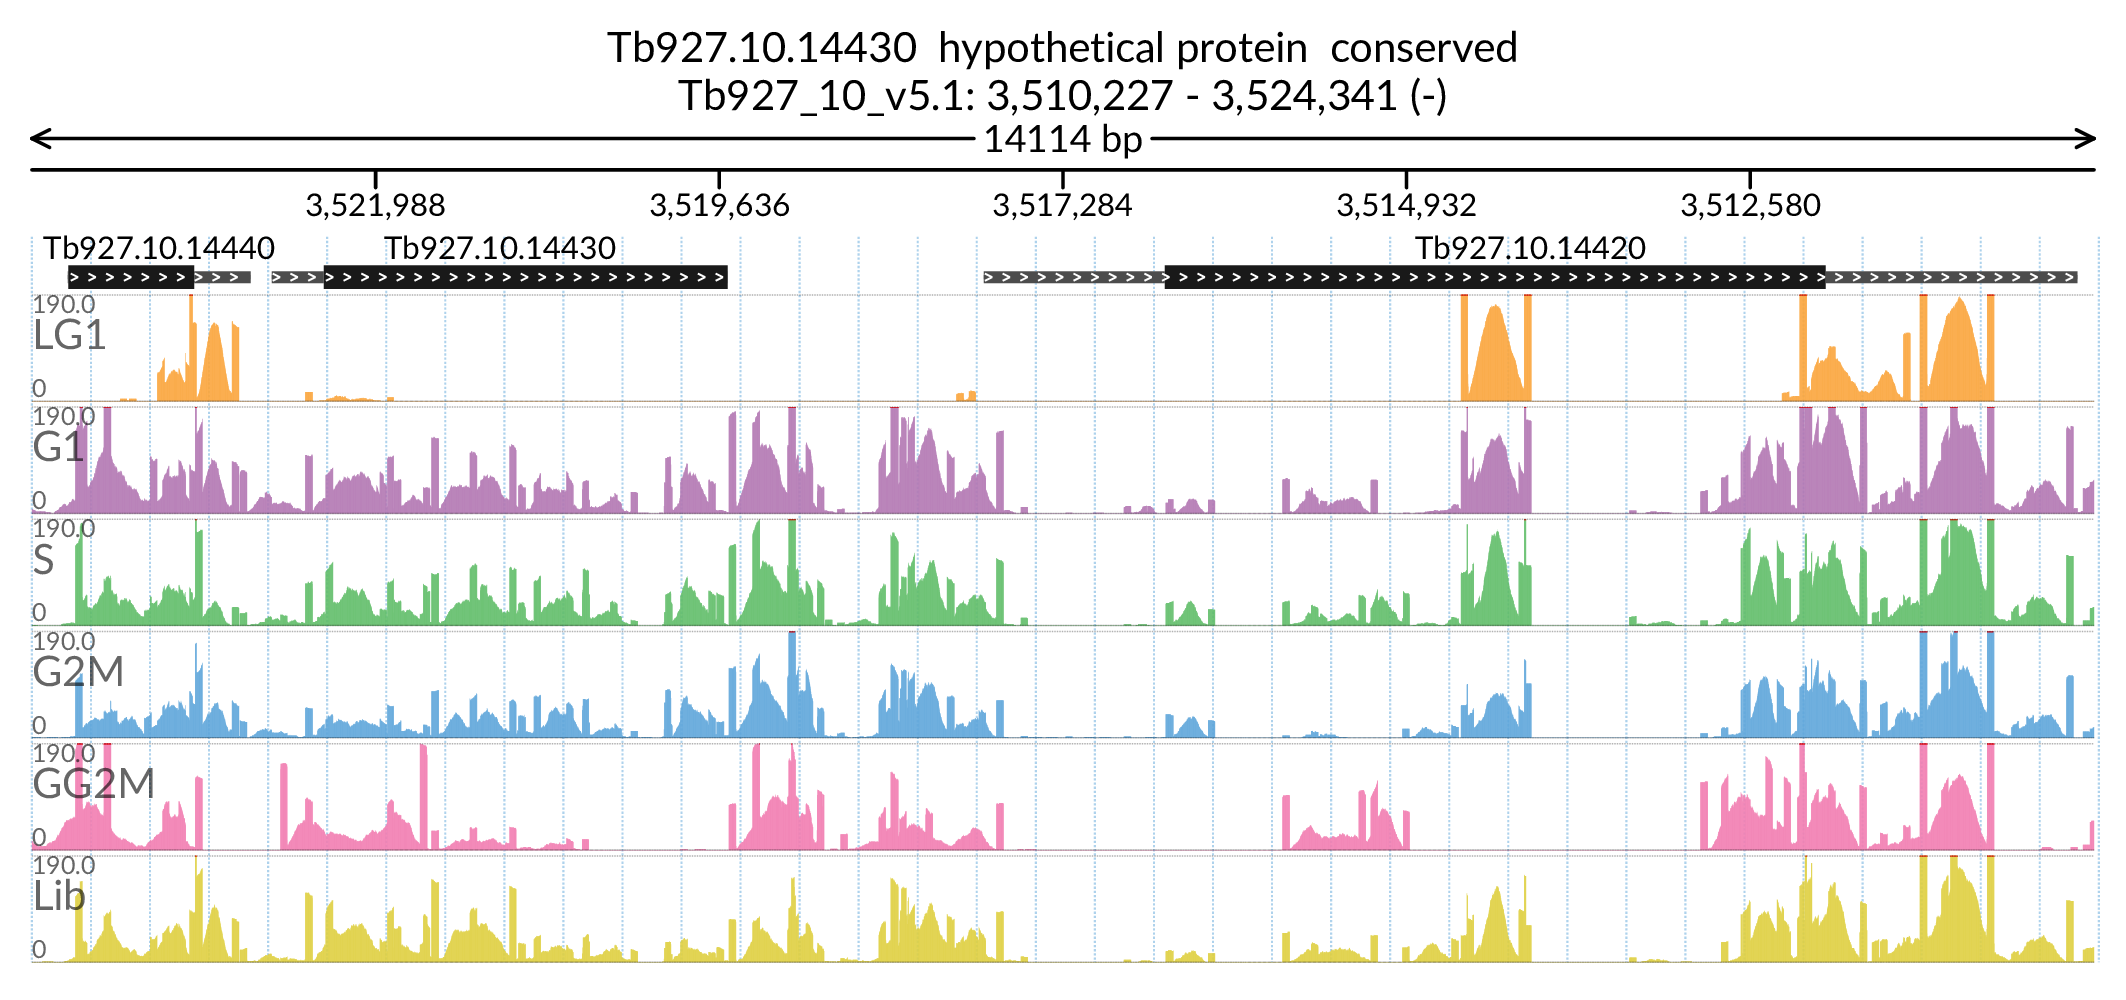 Tb927.10.14430  hypothetical protein  conserved
Tb927_10_v5.1: 3,510,227 - 3,524,341 (-)
14114 bp
3,521,988 3,519,636 3,517,284 3,514,932 3,512,580
Tb927.10.14440 Tb927.10.14430 Tb927.10.14420
190.0
LG1
0
190.0
G1
0
190.0
S
0
190.0
G2M
0
190.0
GG2M
0
190.0
Lib
0